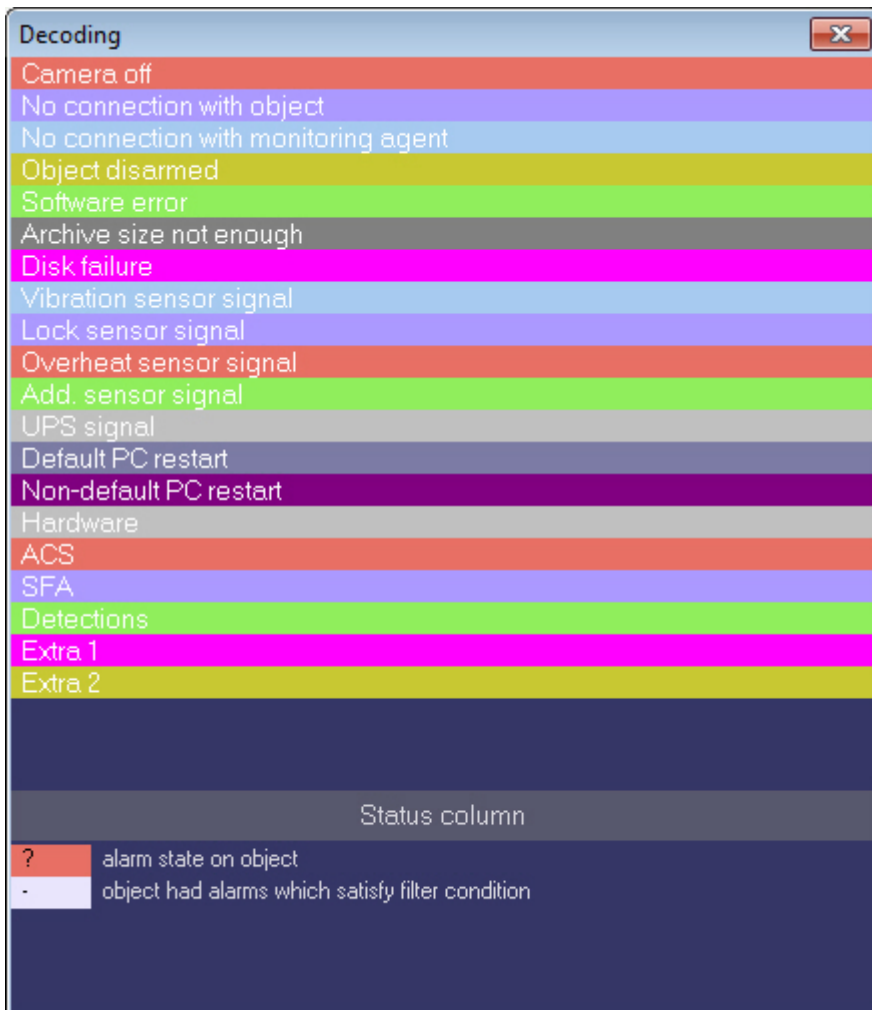 Decoding
Camera off
No connection with object
No connection with monitoring agent
Object disarmed
Software error
Archive size not enough
Disk failure
Vibration sensor signal
Lock sensor signal
Overheat sensor signal
Add. sensor signal
UPS signal
Default PC restart
Non-default PC restart
Hardware
ACS
SFA
Detections
Extra 1
Extra 2
Status column
? alarm state on object
- object had alarms which satisfy filter condition